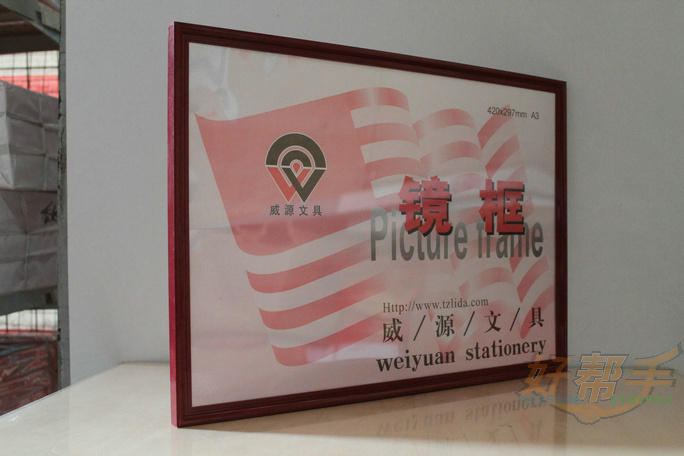 420x297mm A3
威源文具
镜框
Picture frame
Http://www.tzlida.com
威/源/文/具
weiyuan stationery
好帮手